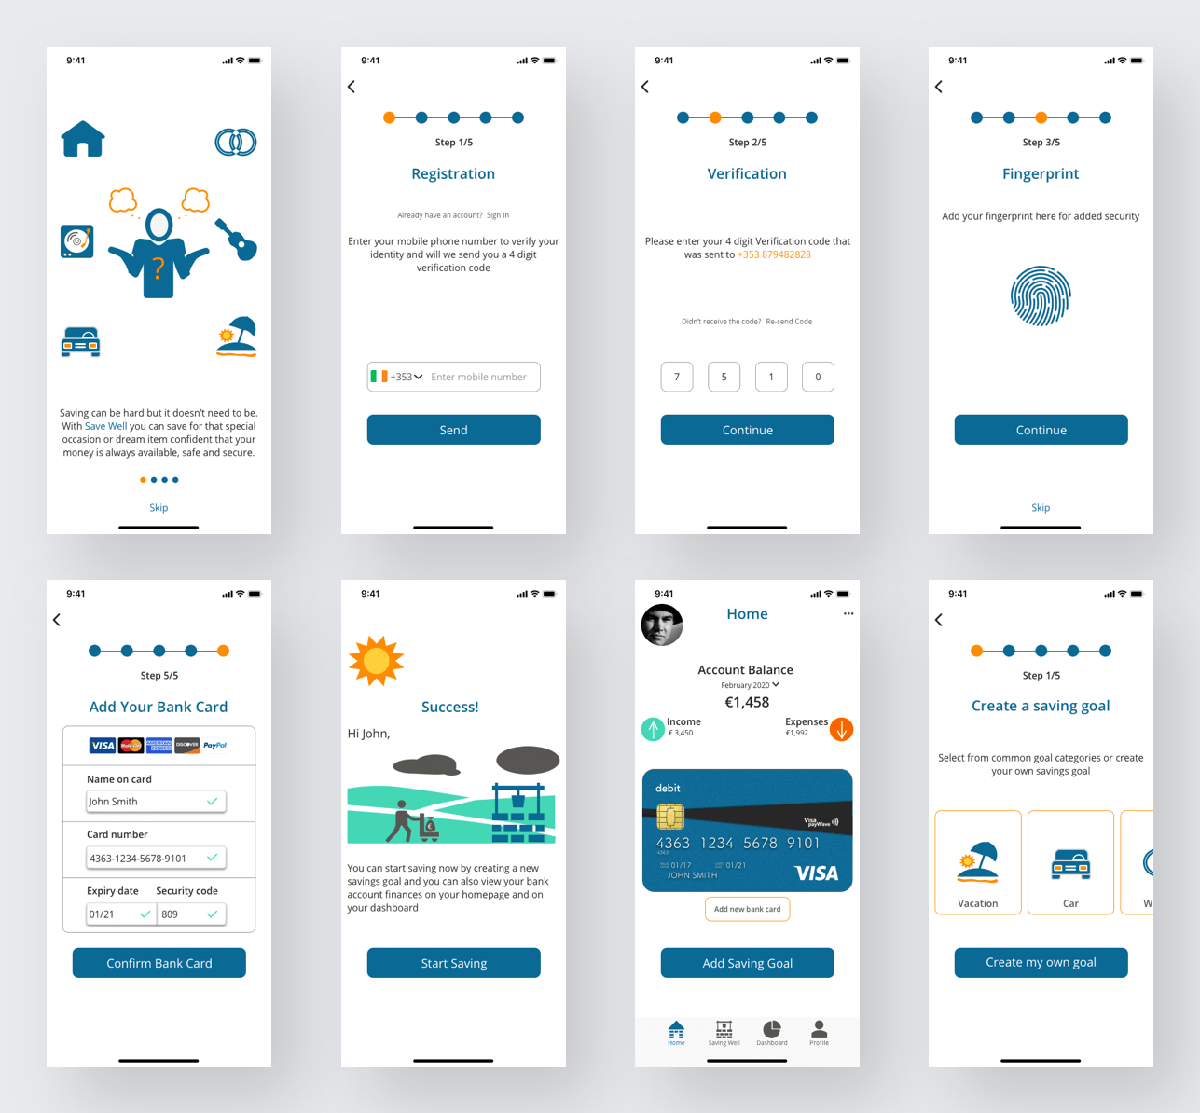 9:41
Saving can be hard but it doesn't need to be.
With Save Well you can save for that special
occasion or dream item confident that your
money is always available, safe and secure.
Skip
9:41
Step 1/5
Registration
Already have an account? Sign in
Enter your mobile phone number to verify your
identity and will we send you a 4 digit
verification code
+353 Enter mobile number
Send
9:41
Step 2/5
Verification
Please enter your 4 digit Verification code that
was sent to +353 879482823
Didn't receive the code? Re-send Code
7 5 1 0
Continue
9:41
Step 3/5
Fingerprint
Add your fingerprint here for added security
Continue
Skip
9:41
Step 5/5
Add Your Bank Card
VISA MasterCard AMERICAN EXPRESS DISCOVER PayPal
Name on card
John Smith
Card number
4363-1234-5678-9101
Expiry date Security code
01/21 809
Confirm Bank Card
9:41
Success!
Hi John,
€
You can start saving now by creating a new
savings goal and you can also view your bank
account finances on your homepage and on
your dashboard
Start Saving
9:41
Home
Account Balance
February 2020
€1,458
Income Expenses
€3,450 €1,992
debit
Visa
payWave
4363 1234 5678 9101
4363
01/17 01/21
JOHN SMITH
VISA
Add new bank card
Add Saving Goal
Home Saving Well Dashboard Profile
9:41
Step 1/5
Create a saving goal
Select from common goal categories or create
your own savings goal
Vacation Car W
Create my own goal